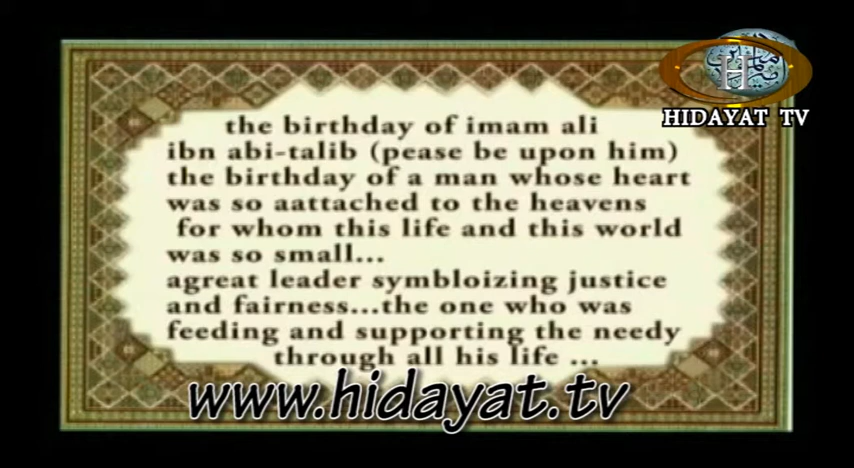 H
HIDAYAT TV
the birthday of imam ali
ibn abi-talib (pease be upon him)
the birthday of a man whose heart
was so aattached to the heavens
for whom this life and this world
was so small...
agreat leader symbloizing justice
and fairness...the one who was
feeding and supporting the needy
through all his life ...
www.hidayat.tv